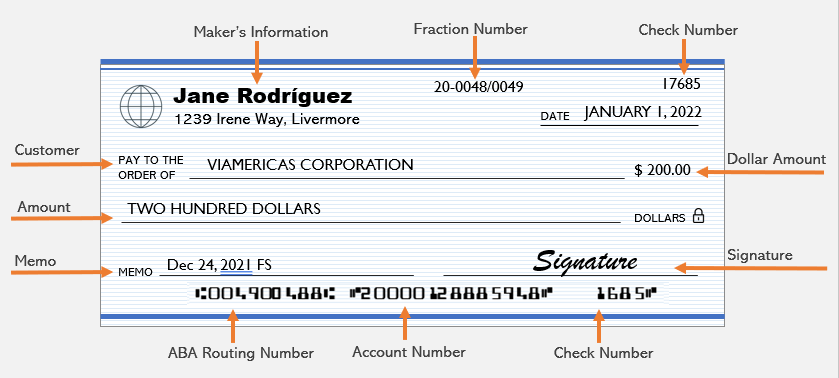 Maker's Information
Fraction Number
Check Number
Jane Rodríguez
1239 Irene Way, Livermore
20-0048/0049
17685
DATE JANUARY 1, 2022
Customer
PAY TO THE
ORDER OF
VIAMERICAS CORPORATION
$ 200.00
Dollar Amount
Amount
TWO HUNDRED DOLLARS
DOLLARS
Memo
MEMO Dec 24, 2021 FS
Signature
Signature
⑆004900488⑆ ⑈20000128885948⑈ 1685⑈
ABA Routing Number
Account Number
Check Number